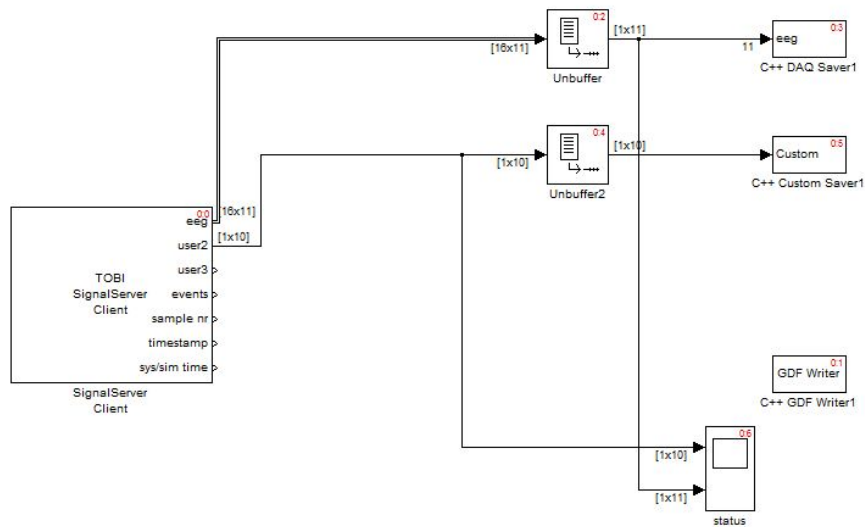 0:2
[1x11]
[16x11]
Unbuffer
0:3
eeg
11
C++ DAQ Saver1
0:4
[1x10]
[1x10]
Unbuffer2
0:5
Custom
C++ Custom Saver1
0:0
[16x11]
eeg
[1x10]
user2
user3
TOBI
SignalServer
Client
events
sample nr
timestamp
sys/sim time
SignalServer
Client
0:1
GDF Writer
C++ GDF Writer1
0:6
[1x10]
[1x11]
status